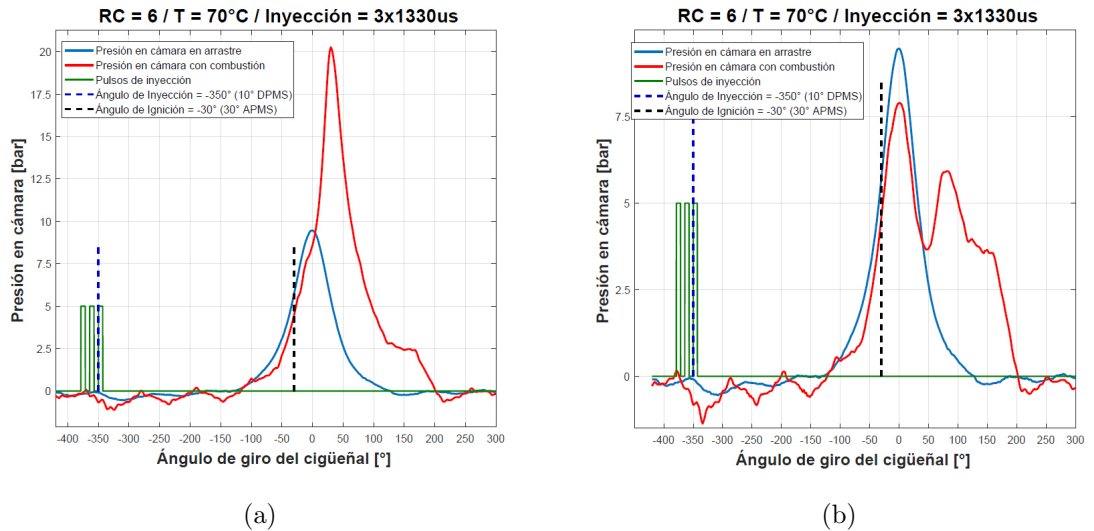 RC = 6 / T = 70°C / Inyección = 3x1330us
20
17.5
15
12.5
10
7.5
5
2.5
0
Presión en cámara [bar]
Presión en cámara en arrastre
Presión en cámara con combustión
Pulsos de inyección
Ángulo de Inyección = -350° (10° DPMS)
Ángulo de Ignición = -30° (30° APMS)
-400 -350 -300 -250 -200 -150 -100 -50 0 50 100 150 200 250 300
Ángulo de giro del cigüeñal [°]
(a)
RC = 6 / T = 70°C / Inyección = 3x1330us
7.5
5
2.5
0
Presión en cámara [bar]
Presión en cámara en arrastre
Presión en cámara con combustión
Pulsos de inyección
Ángulo de Inyección = -350° (10° DPMS)
Ángulo de Ignición = -30° (30° APMS)
-400 -350 -300 -250 -200 -150 -100 -50 0 50 100 150 200 250 300
Ángulo de giro del cigüeñal [°]
(b)